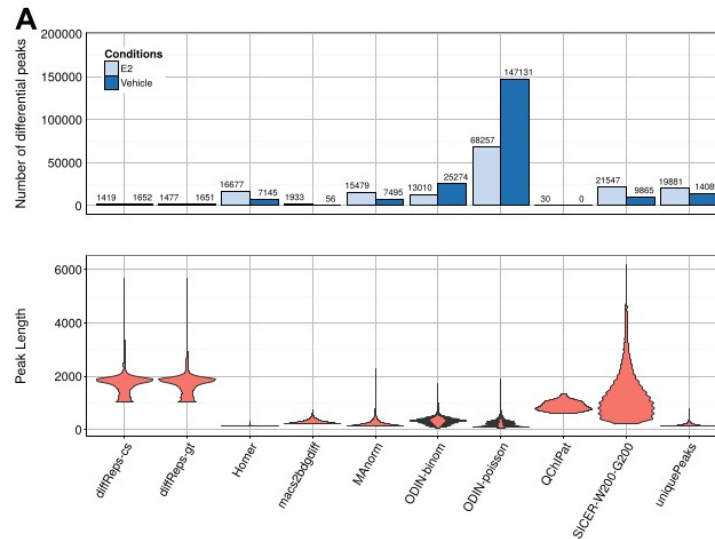 A
Number of differential peaks
200000
150000
100000
50000
0
Conditions
E2
Vehicle
1419 1652 1477 1651 16677 7145 1933 56 15479 7495 13010 25274 68257 147131 30 0 21547 9865 19881
Peak Length
6000
4000
2000
0
diffReps-cs
diffReps-gt
Homer
macs2bdgdiff
MAnorm
ODIN-binom
ODIN-poisson
QChIPat
SICER-W200-G200
uniquePeaks